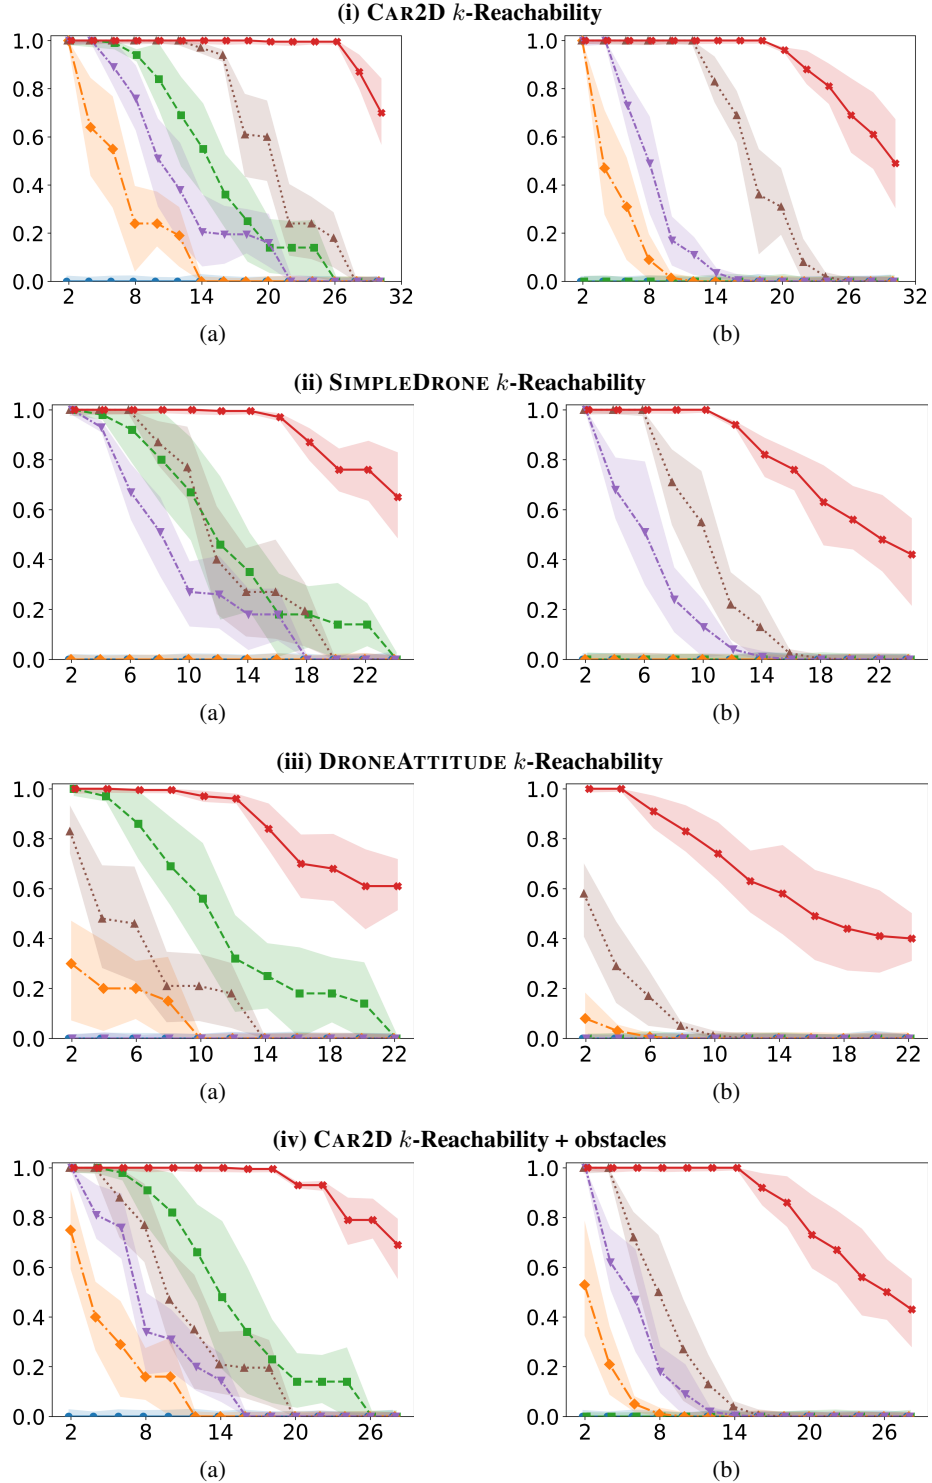 (i) CAR2D k-Reachability
1.0 1.0
0.8 0.8
0.6 0.6
0.4 0.4
0.2 0.2
0.0 0.0
2 8 14 20 26 32 2 8 14 20 26 32
(a) (b)
(ii) SIMPLEDRONE k-Reachability
1.0 1.0
0.8 0.8
0.6 0.6
0.4 0.4
0.2 0.2
0.0 0.0
2 6 10 14 18 22 2 6 10 14 18 22
(a) (b)
(iii) DRONEATTITUDE k-Reachability
1.0 1.0
0.8 0.8
0.6 0.6
0.4 0.4
0.2 0.2
0.0 0.0
2 6 10 14 18 22 2 6 10 14 18 22
(a) (b)
(iv) CAR2D k-Reachability + obstacles
1.0 1.0
0.8 0.8
0.6 0.6
0.4 0.4
0.2 0.2
0.0 0.0
2 8 14 20 26 2 8 14 20 26
(a) (b)